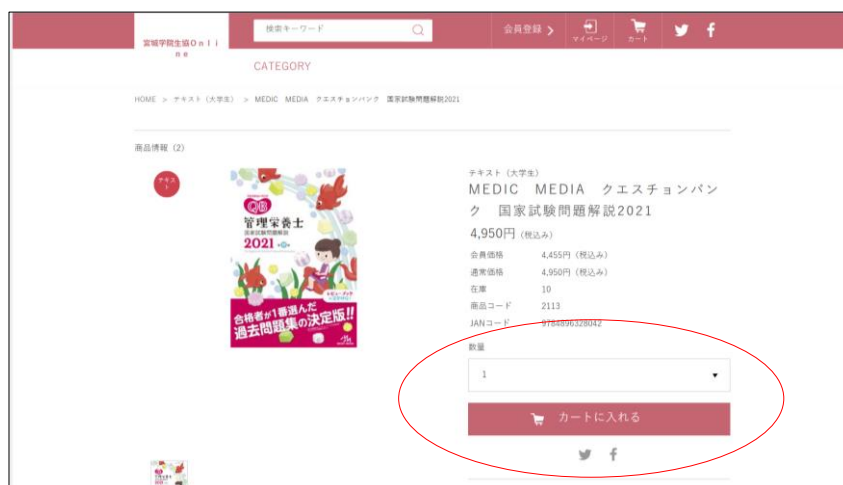 宮城学院生協Onli
ne
検索キーワード
会員登録
マイページ
カート
CATEGORY
HOME > テキスト（大学生） > MEDIC MEDIA クエスチョンバンク 国家試験問題解説2021
商品情報（2）
テキス
ト
QB
管理栄養士
国家試験問題解説
2021
合格者が1番選んだ
過去問題集の決定版!!
テキスト（大学生）
MEDIC MEDIA クエスチョンバン
ク 国家試験問題解説2021
4,950円（税込み）
会員価格 4,455円（税込み）
通常価格 4,950円（税込み）
在庫 10
商品コード 2113
JANコード 9784896328042
数量
1
カートに入れる